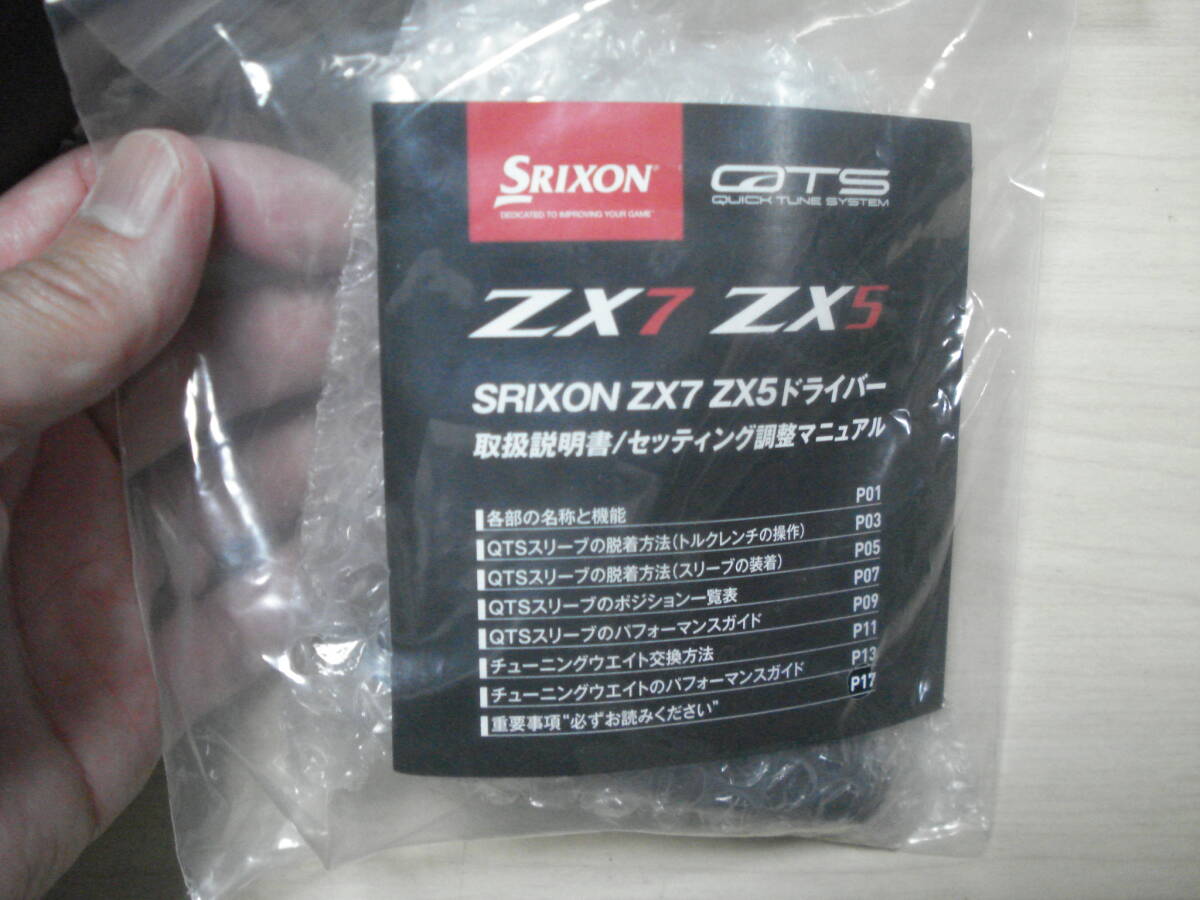 SRIXON®
DEDICATED TO IMPROVING YOUR GAME™
QTS
QUICK TUNE SYSTEM
ZX7 ZX5
SRIXON ZX7 ZX5ドライバー
取扱説明書/セッティング調整マニュアル
各部の名称と機能 P01
QTSスリーブの脱着方法(トルクレンチの操作) P03
QTSスリーブの脱着方法(スリーブの装着) P05
QTSスリーブのポジション一覧表 P07
QTSスリーブのパフォーマンスガイド P09
チューニングウエイト交換方法 P11
チューニングウエイトのパフォーマンスガイド P13
重要事項"必ずお読みください" P17